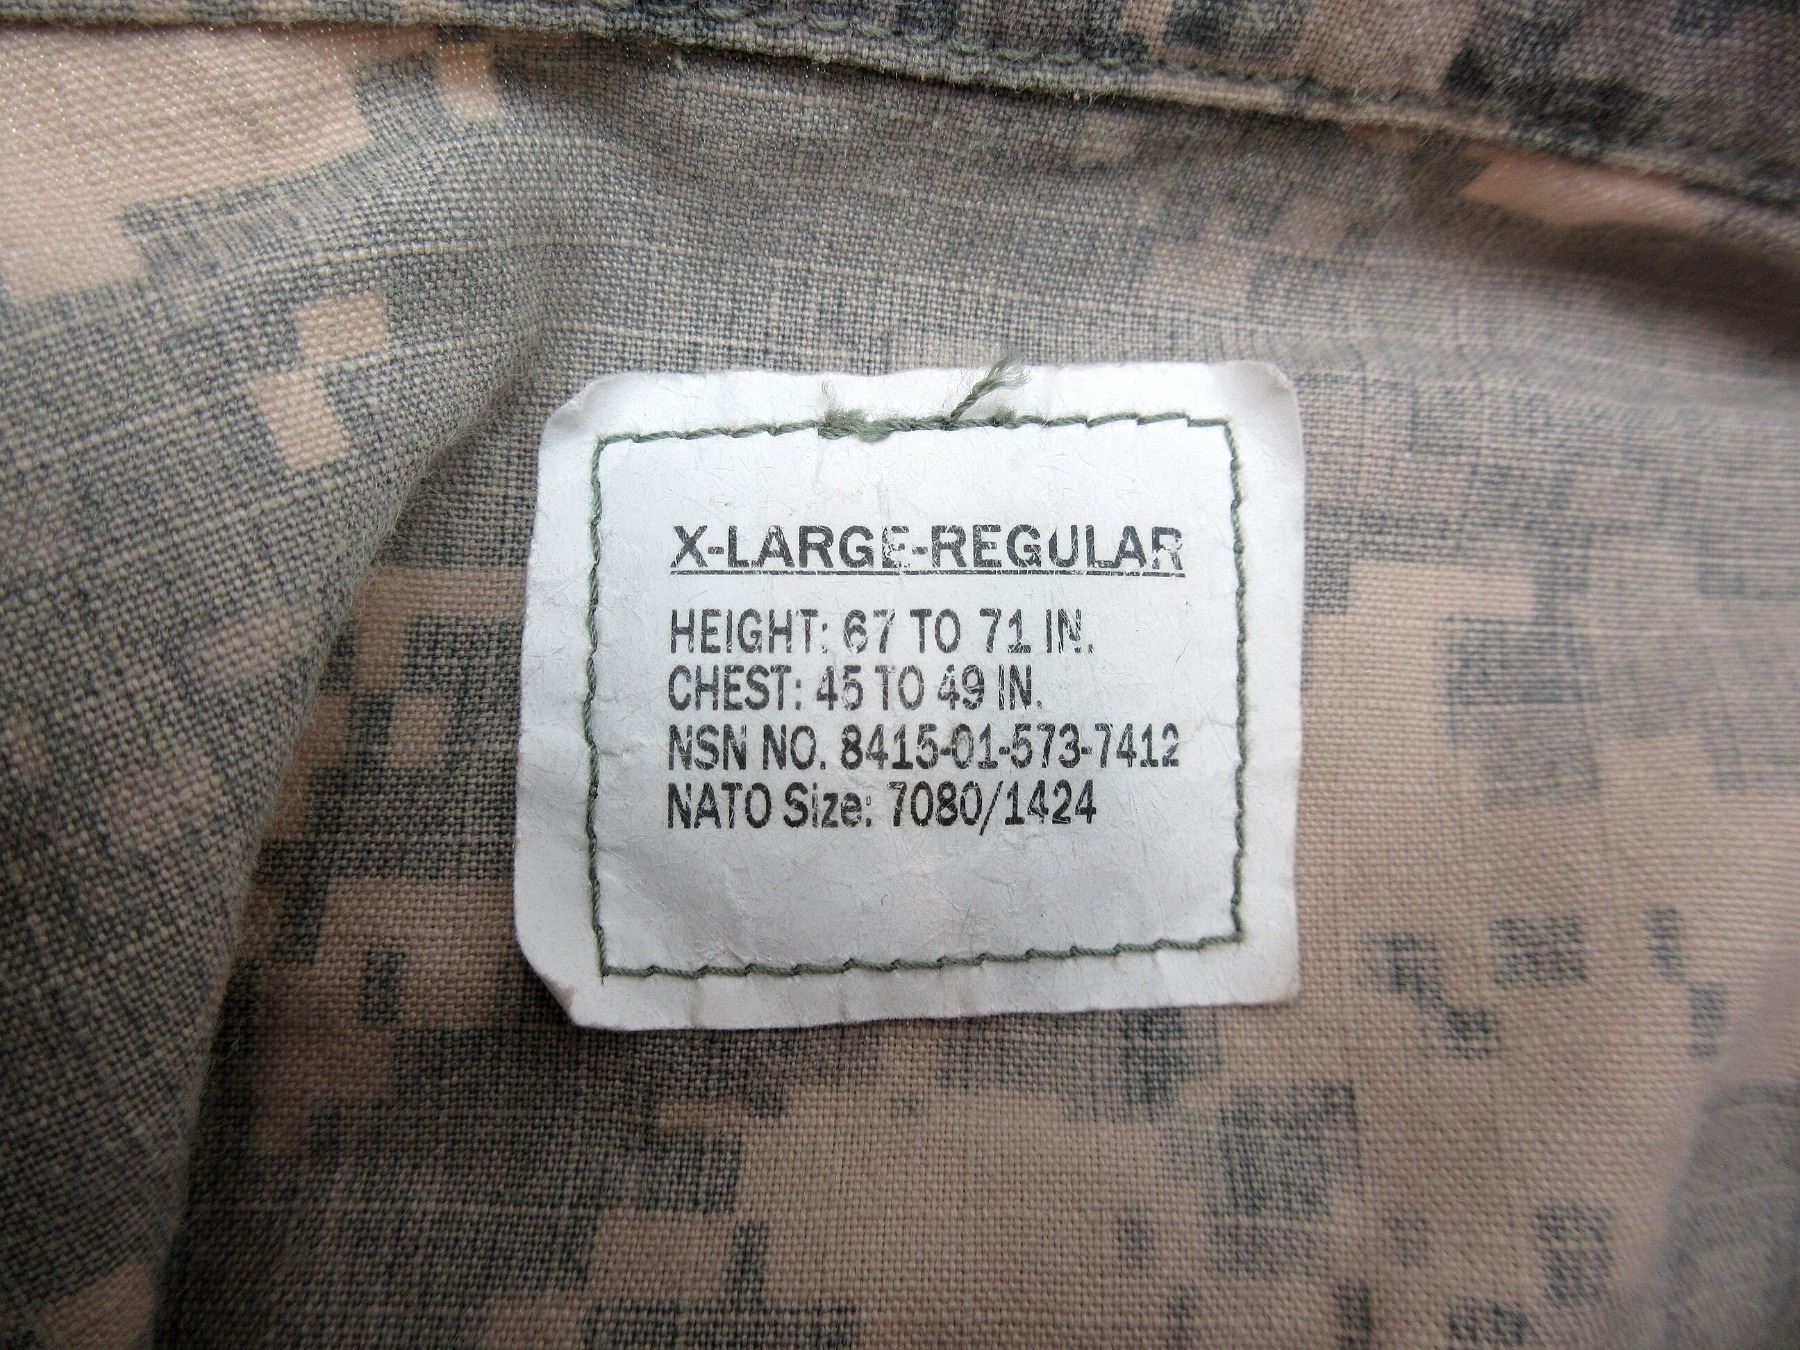 X-LARGE-REGULAR
HEIGHT: 67 TO 71 IN.
CHEST: 45 TO 49 IN.
NSN NO. 8415-01-573-7412
NATO Size: 7080/1424